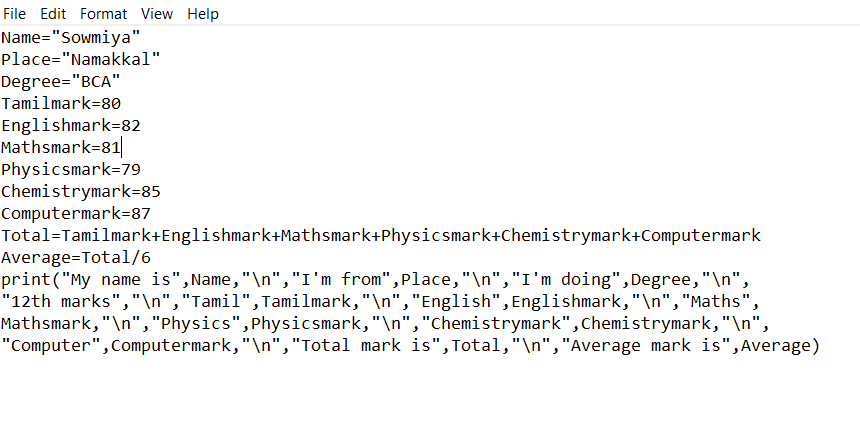 File Edit Format View Help
Name="Sowmiya"
Place="Namakkal"
Degree="BCA"
Tamilmark=80
Englishmark=82
Mathsmark=81
Physicsmark=79
Chemistrymark=85
Computermark=87
Total=Tamilmark+Englishmark+Mathsmark+Physicsmark+Chemistrymark+Computermark
Average=Total/6
print("My name is",Name,"\n","I'm from",Place,"\n","I'm doing",Degree,"\n",
"12th marks","\n","Tamil",Tamilmark,"\n","English",Englishmark,"\n","Maths",
Mathsmark,"\n","Physics",Physicsmark,"\n","Chemistrymark",Chemistrymark,"\n",
"Computer",Computermark,"\n","Total mark is",Total,"\n","Average mark is",Average)